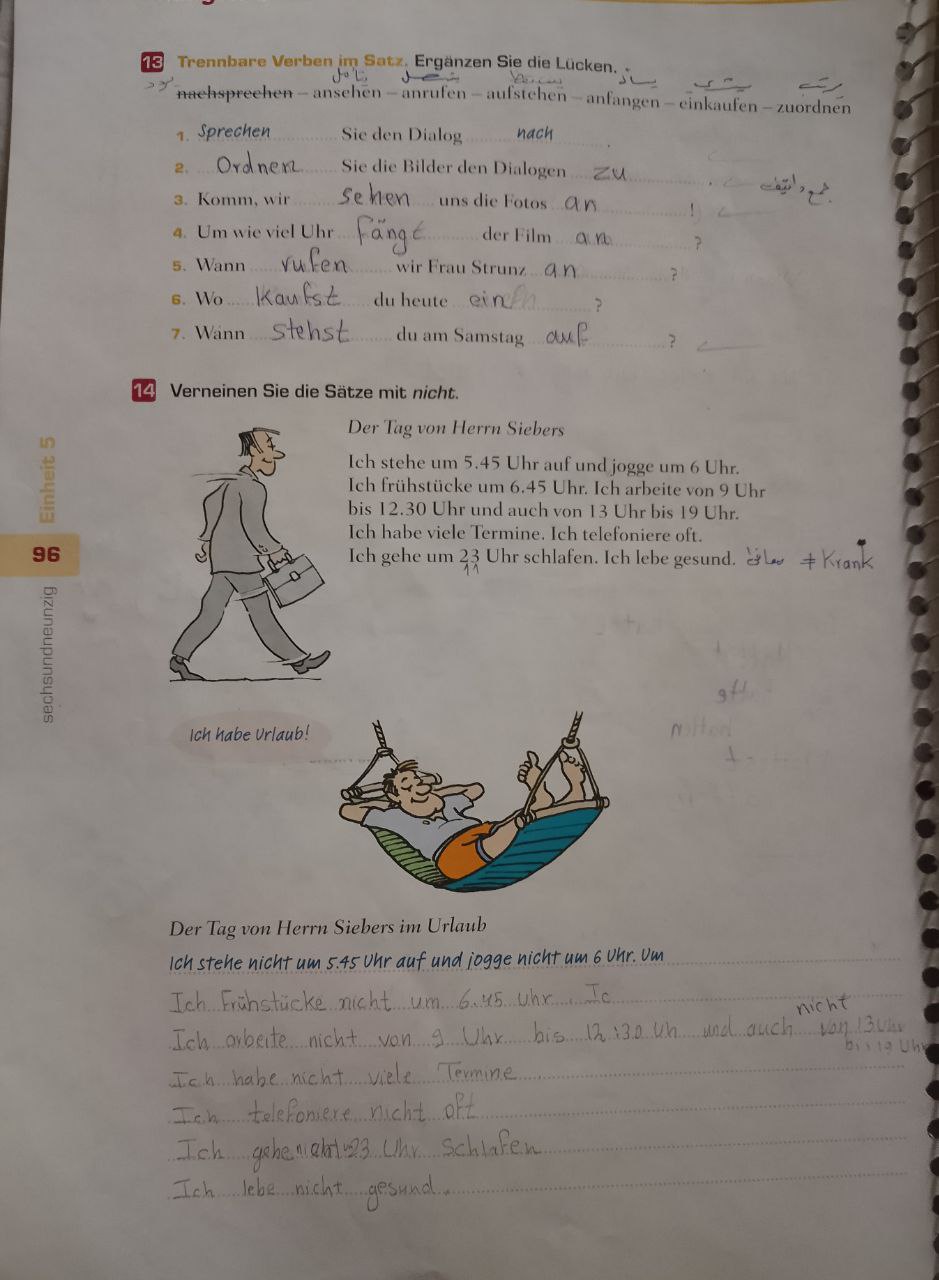 13 Trennbare Verben im Satz. Ergänzen Sie die Lücken.
nachsprechen – ansehen – anrufen – aufstehen – anfangen – einkaufen – zuordnen
1. Sprechen Sie den Dialog nach
2. Ordnen Sie die Bilder den Dialogen zu .
3. Komm, wir sehen uns die Fotos an !
4. Um wie viel Uhr fängt der Film an ?
5. Wann rufen wir Frau Strunz an ?
6. Wo Kaufst du heute ein ?
7. Wann stehst du am Samstag auf ?
14 Verneinen Sie die Sätze mit nicht.
Der Tag von Herrn Siebers
Ich stehe um 5.45 Uhr auf und jogge um 6 Uhr.
Ich frühstücke um 6.45 Uhr. Ich arbeite von 9 Uhr
bis 12.30 Uhr und auch von 13 Uhr bis 19 Uhr.
Ich habe viele Termine. Ich telefoniere oft.
Ich gehe um 23 Uhr schlafen. Ich lebe gesund. ≠ Krank
11
Einheit 5
96
sechsundneunzig
Ich habe Urlaub!
Der Tag von Herrn Siebers im Urlaub
Ich stehe nicht um 5.45 Uhr auf und jogge nicht um 6 Uhr. Um
Ich Frühstücke nicht um 6.45 Uhr. Ic
nicht
Ich arbeite nicht von 9 Uhr bis 12:30 Uh und auch von 13 Uhr
bis 19 Uhr
Ich habe nicht viele Termine
Ich telefoniere nicht oft
Ich gehe nicht 23 Uhr Schlafen
Ich lebe nicht gesund.